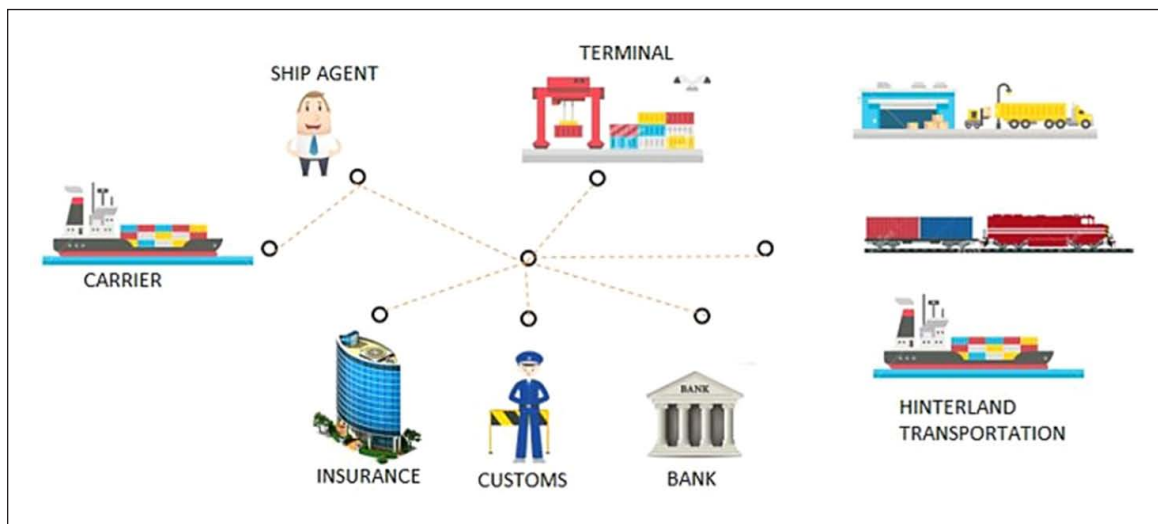 TERMINAL
SHIP AGENT
CARRIER
BANK
HINTERLAND
TRANSPORTATION
INSURANCE
CUSTOMS
BANK